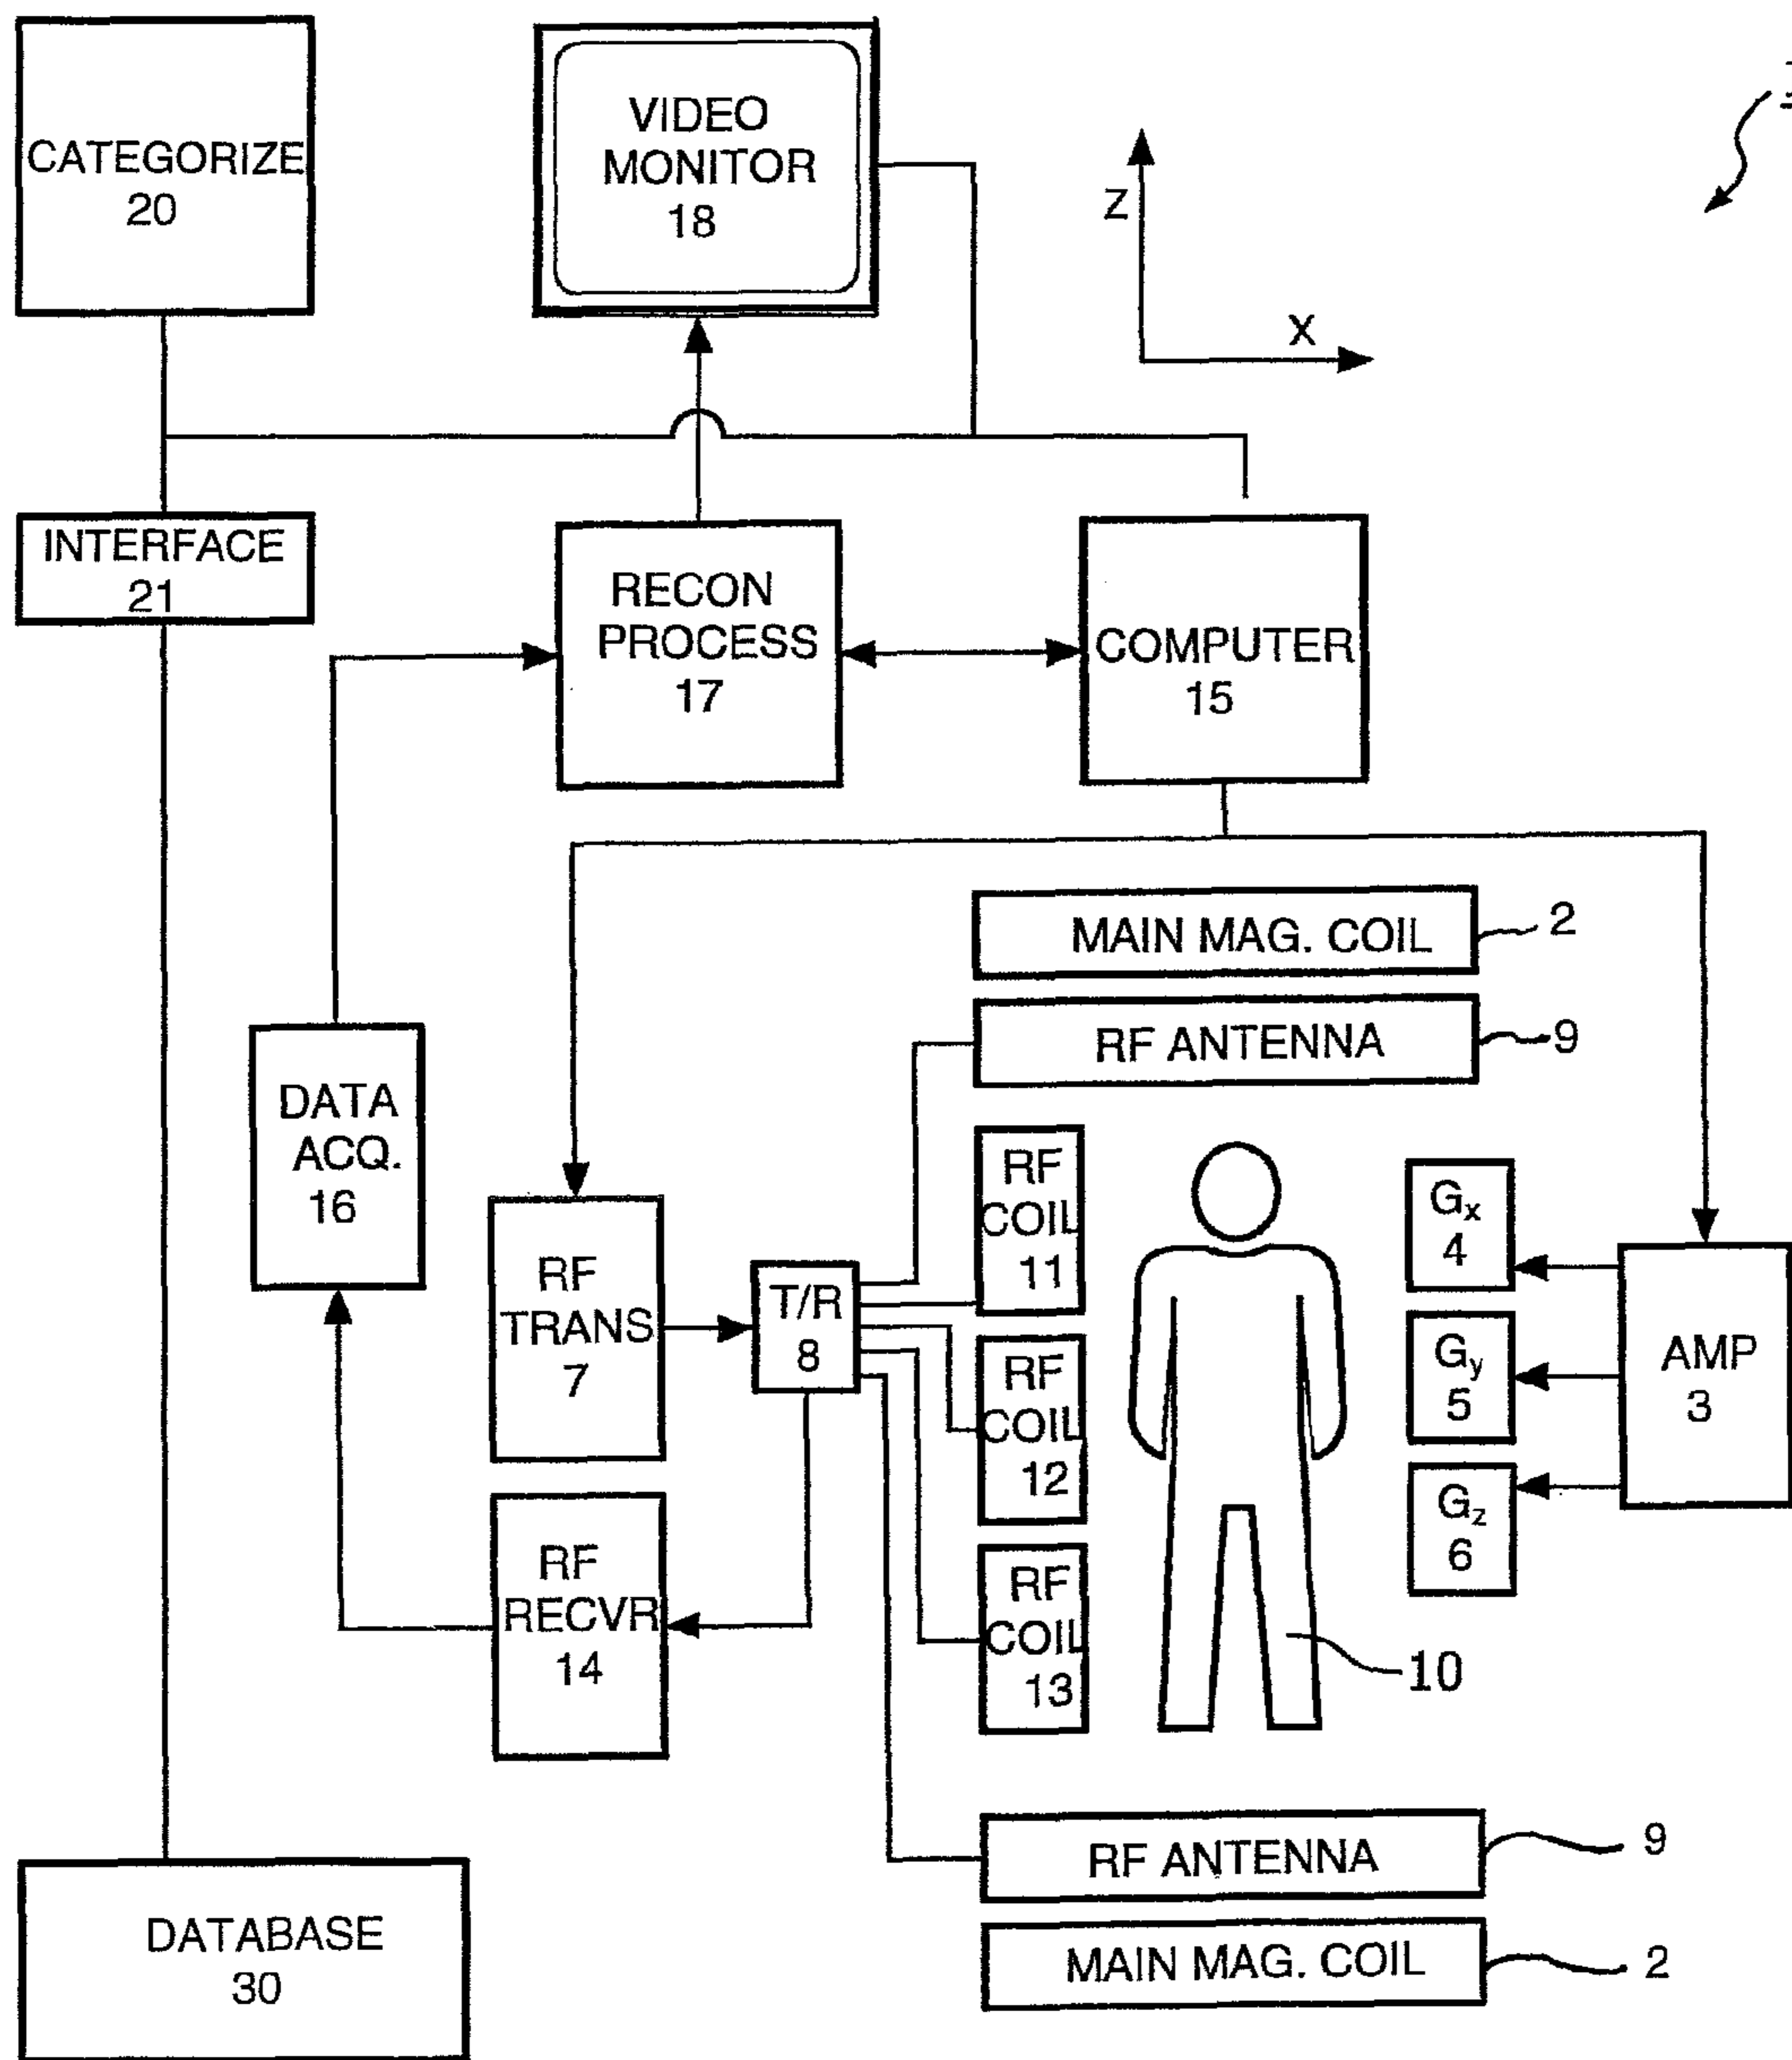 CATEGORIZE
20
VIDEO
MONITOR
18
Z
X
INTERFACE
21
RECON
PROCESS
17
COMPUTER
15
MAIN MAG. COIL
2
RF ANTENNA
9
DATA
ACQ.
16
RF
TRANS
7
T/R
8
RF
COIL
11
RF
COIL
12
RF
COIL
13
Gx
4
Gy
5
Gz
6
AMP
3
RF
RECVR
14
10
RF ANTENNA
9
MAIN MAG. COIL
2
DATABASE
30